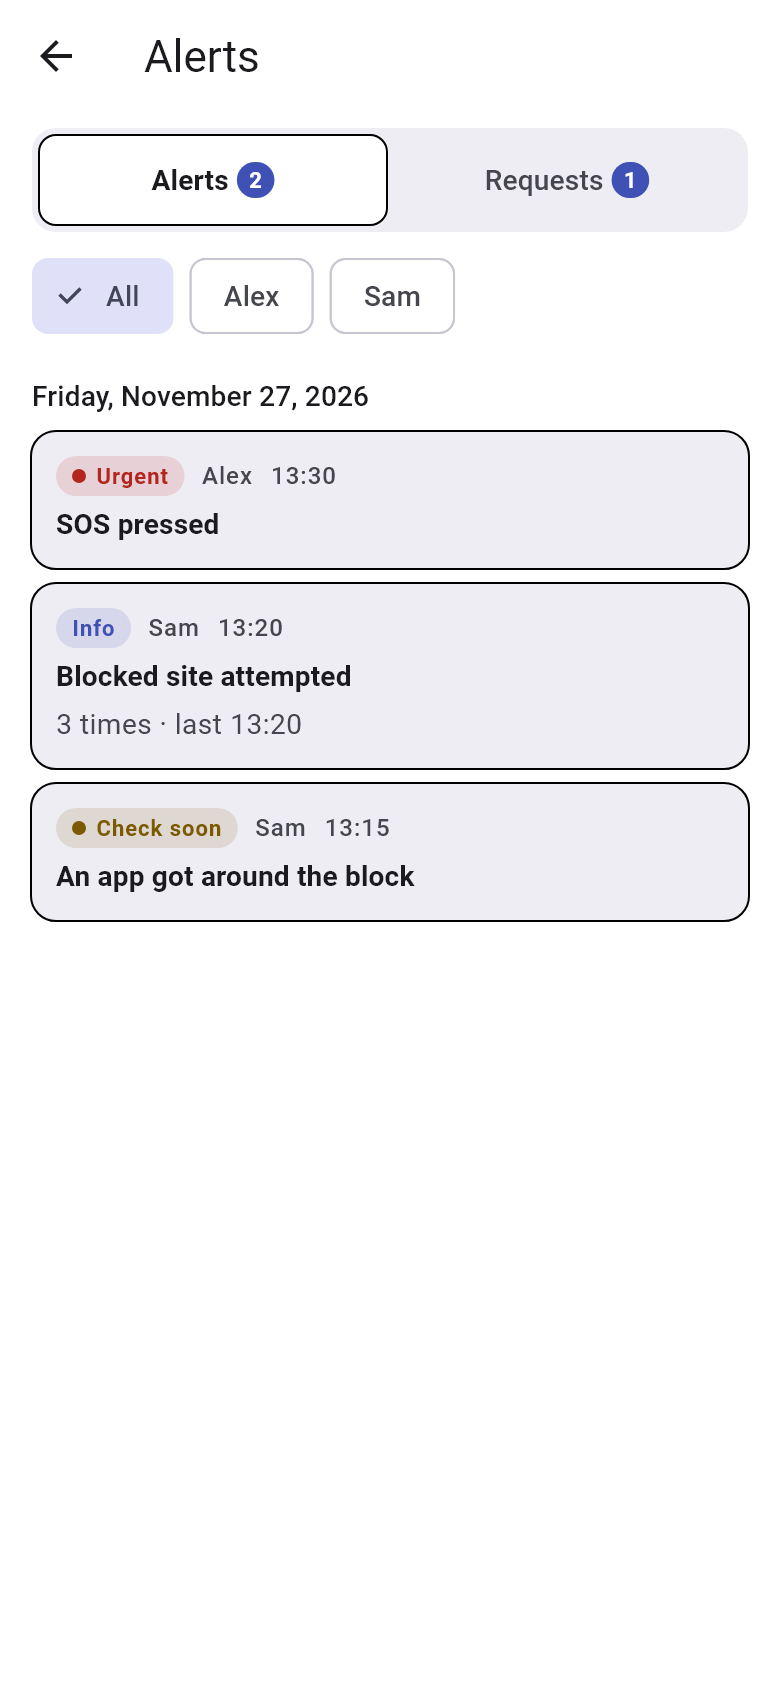 Alerts
Alerts 2 Requests 1
All Alex Sam
Friday, November 27, 2026
Urgent Alex 13:30
SOS pressed
Info Sam 13:20
Blocked site attempted
3 times · last 13:20
Check soon Sam 13:15
An app got around the block